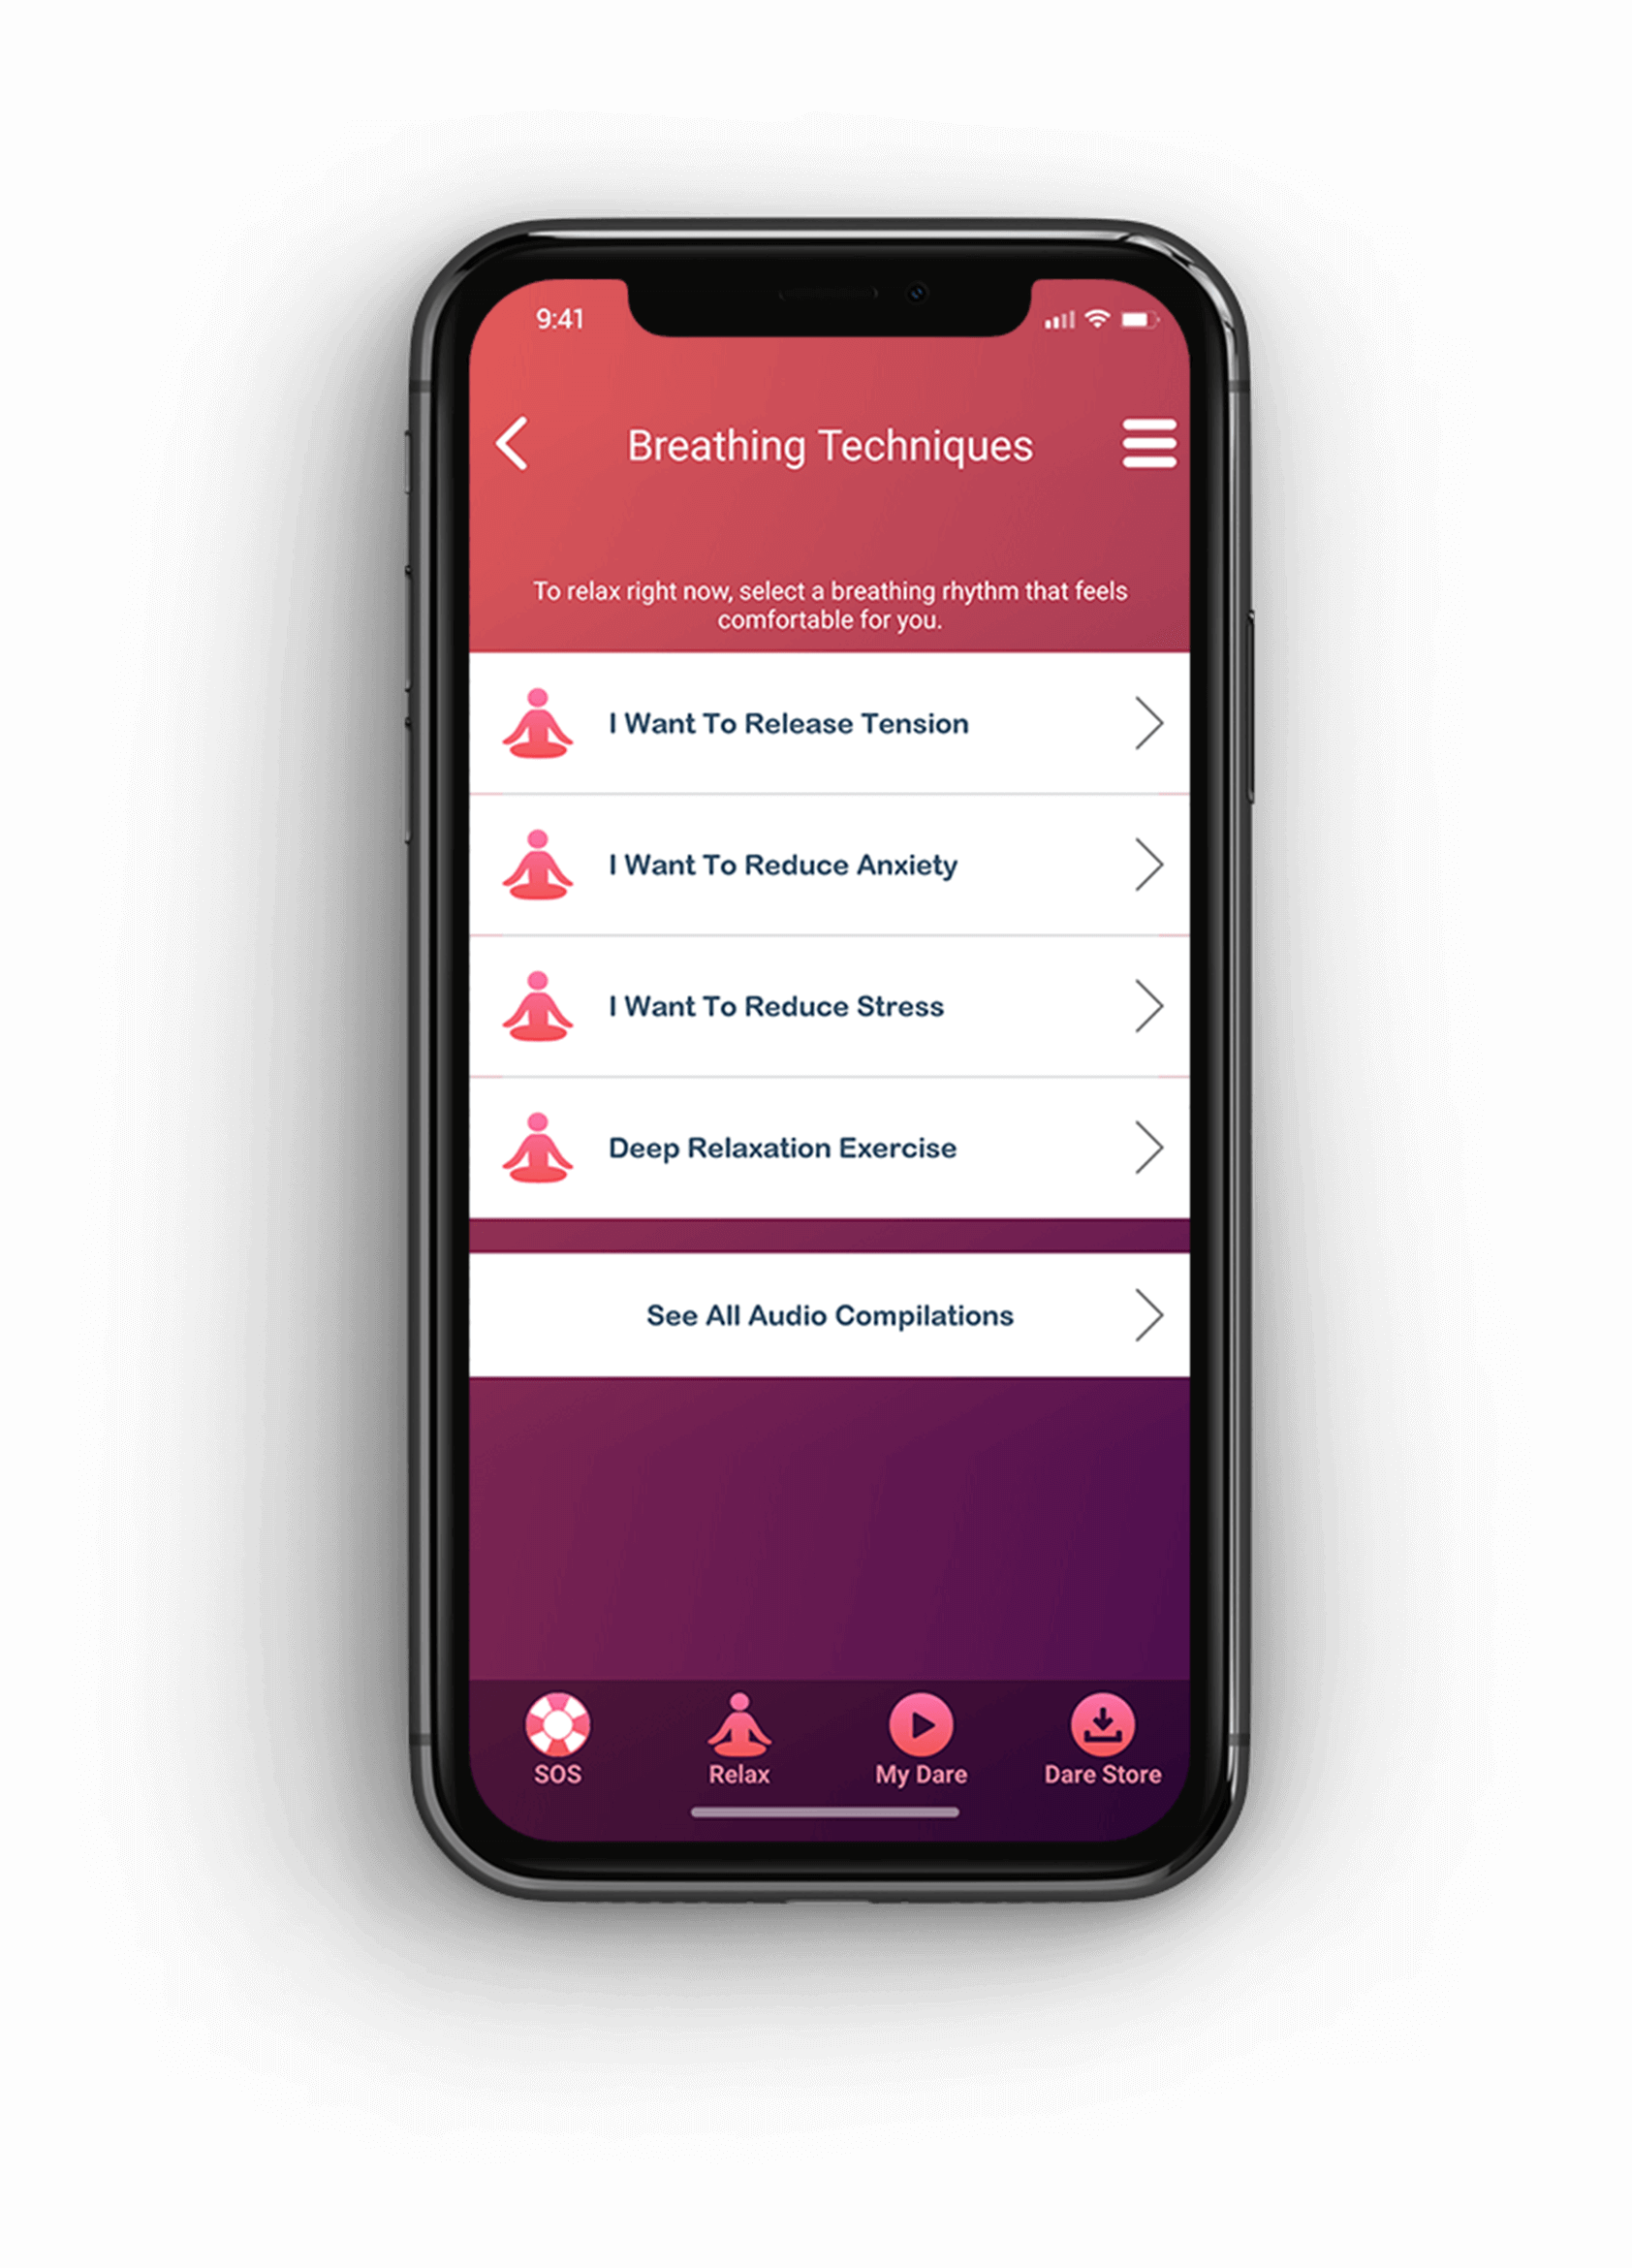 9:41
Breathing Techniques
To relax right now, select a breathing rhythm that feels
comfortable for you.
I Want To Release Tension
I Want To Reduce Anxiety
I Want To Reduce Stress
Deep Relaxation Exercise
See All Audio Compilations
SOS
Relax
My Dare
Dare Store